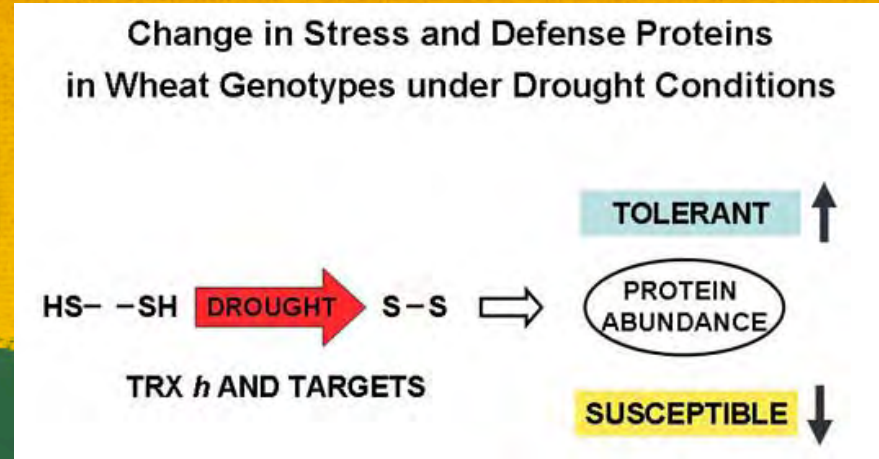 Change in Stress and Defense Proteins
in Wheat Genotypes under Drought Conditions
TOLERANT
HS– –SH DROUGHT S–S
PROTEIN
ABUNDANCE
TRX h AND TARGETS
SUSCEPTIBLE